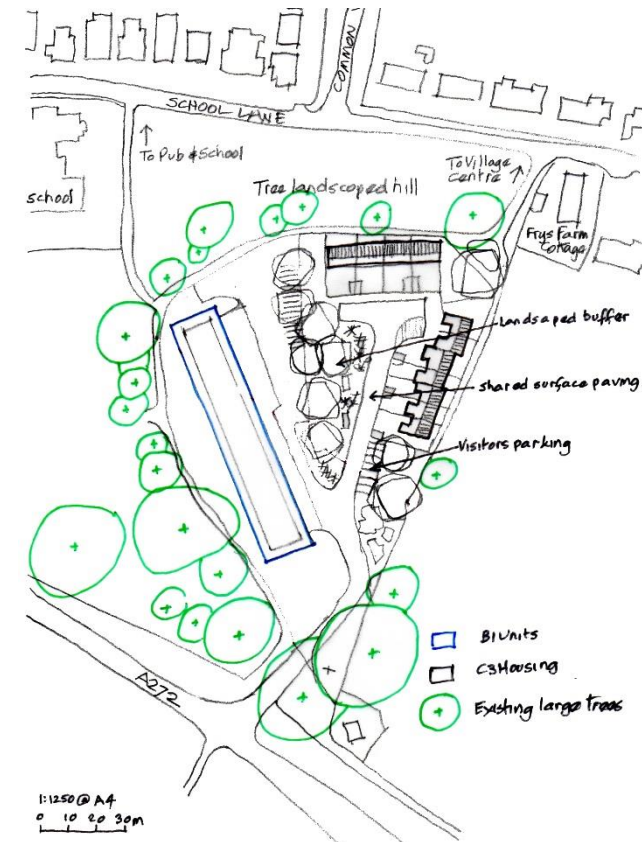 COMMON
SCHOOL LANE
To Pub & School
To Village
Centre
school
Tree landscaped hill
Frys Farm
Cottage
Landsaped buffer
Shared surface paving
Visitors parking
B1 Units
C3 Housing
Existing large trees
A272
1:1250 @ A4
0 10 20 30m